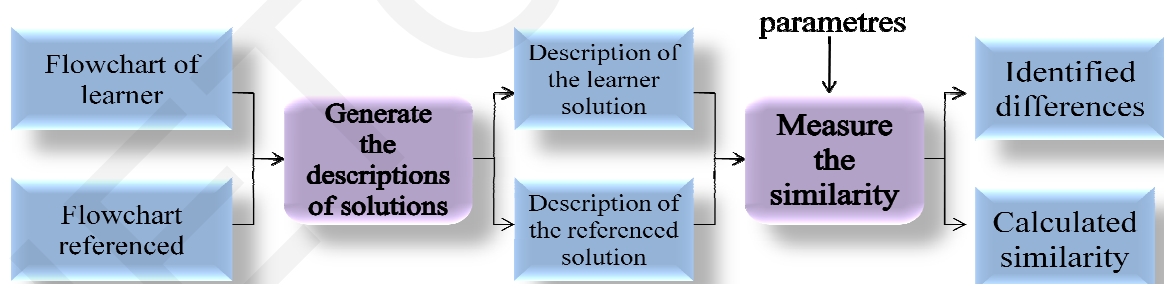 Flowchart of
learner
Flowchart
referenced
Generate
the
descriptions
of solutions
Description of
the learner
solution
Description of
the referenced
solution
parametres
Measure
the
similarity
Identified
differences
Calculated
similarity